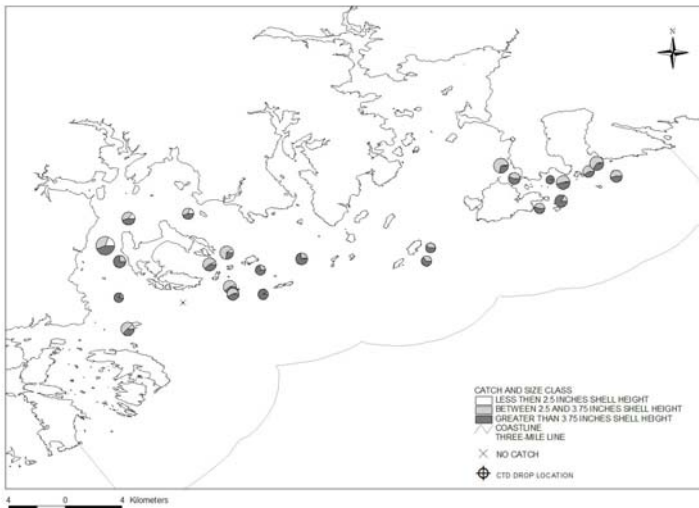 N
CATCH AND SIZE CLASS
LESS THEN 2.5 INCHES SHELL HEIGHT
BETWEEN 2.5 AND 3.75 INCHES SHELL HEIGHT
GREATER THAN 3.75 INCHES SHELL HEIGHT
COASTLINE
THREE-MILE LINE
NO CATCH
CTD DROP LOCATION
4 0 4 Kilometers